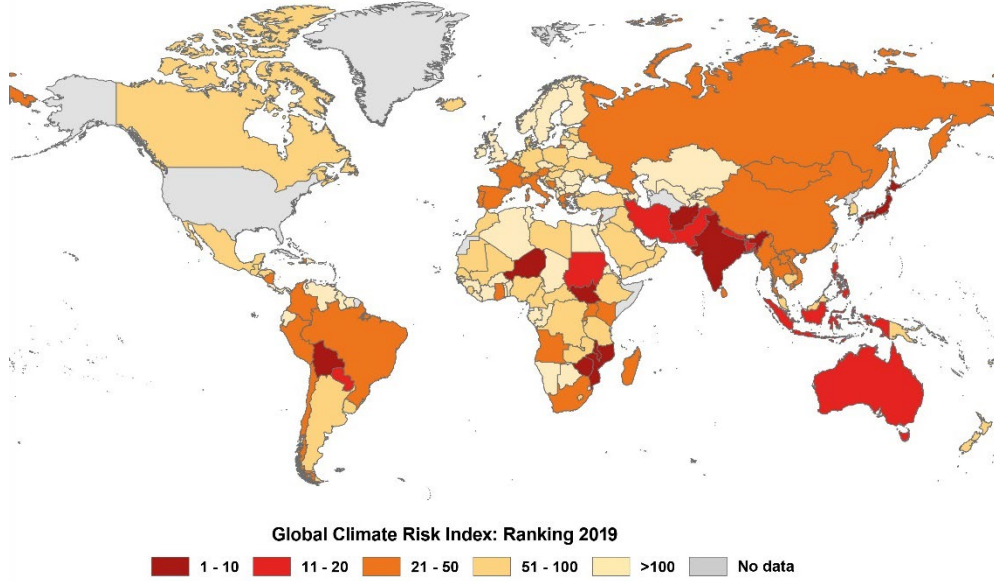 Global Climate Risk Index: Ranking 2019
1 - 10 11 - 20 21 - 50 51 - 100 >100 No data